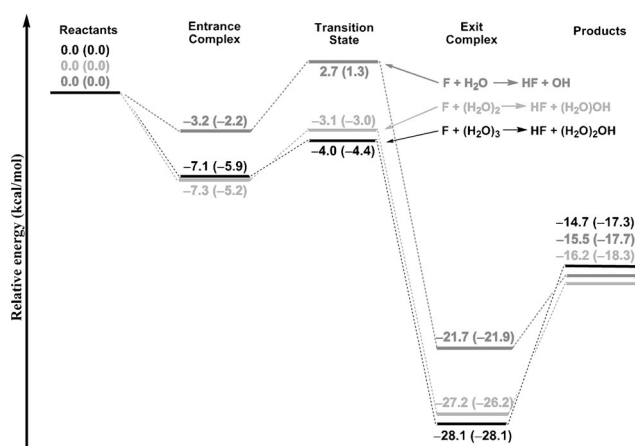 Reactants
Entrance
Complex
Transition
State
Exit
Complex
Products
0.0 (0.0)
0.0 (0.0)
0.0 (0.0)
2.7 (1.3)
F + H₂O → HF + OH
−3.2 (−2.2)
−3.1 (−3.0)
F + (H₂O)₂ → HF + (H₂O)OH
F + (H₂O)₃ → HF + (H₂O)₂OH
−4.0 (−4.4)
−7.1 (−5.9)
−7.3 (−5.2)
−14.7 (−17.3)
−15.5 (−17.7)
−16.2 (−18.3)
−21.7 (−21.9)
−27.2 (−26.2)
−28.1 (−28.1)
Relative energy (kcal/mol)